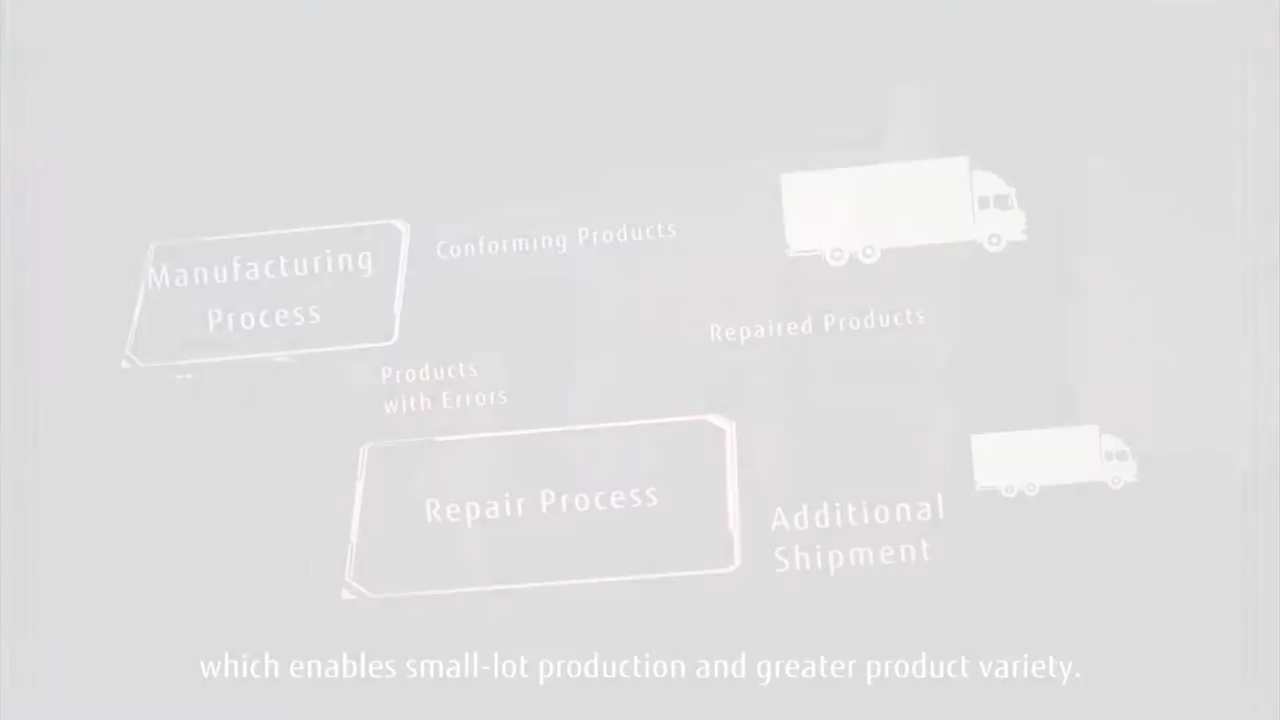 Manufacturing
Process
Conforming Products
Repaired Products
Products
with Errors
Repair Process
Additional
Shipment
which enables small-lot production and greater product variety.